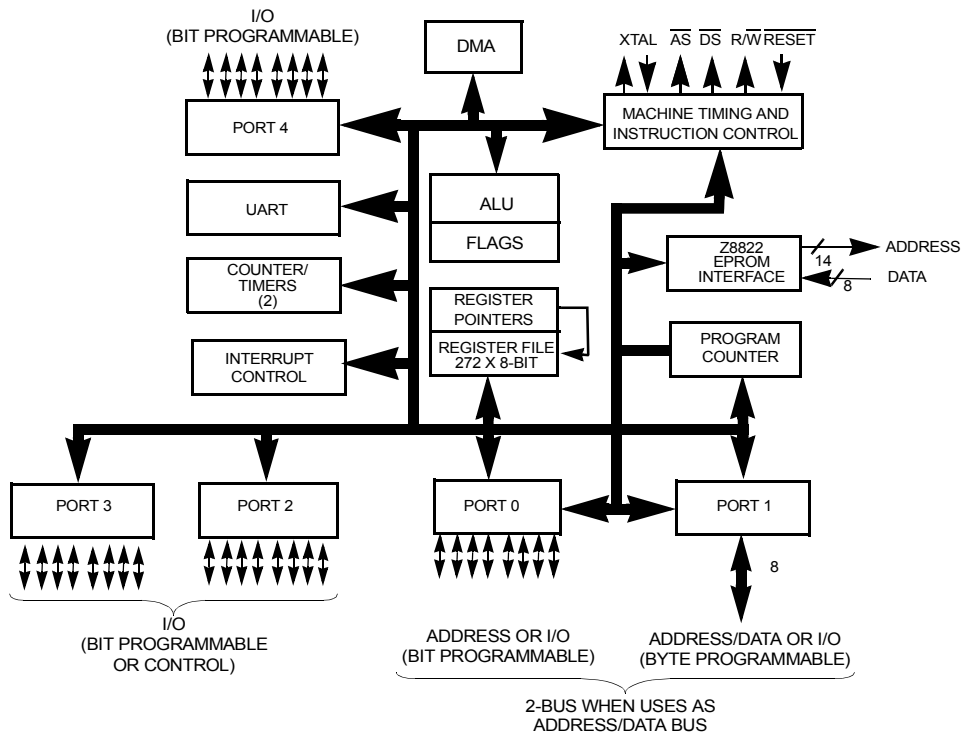 I/O
(BIT PROGRAMMABLE)
DMA
XTAL AS DS R/W RESET
PORT 4
MACHINE TIMING AND
INSTRUCTION CONTROL
UART
ALU
FLAGS
Z8822
EPROM
INTERFACE
ADDRESS
14
DATA
8
COUNTER/
TIMERS
(2)
REGISTER
POINTERS
REGISTER FILE
272 X 8-BIT
PROGRAM
COUNTER
INTERRUPT
CONTROL
PORT 3
PORT 2
PORT 0
PORT 1
8
I/O
(BIT PROGRAMMABLE
OR CONTROL)
ADDRESS OR I/O
(BIT PROGRAMMABLE)
ADDRESS/DATA OR I/O
(BYTE PROGRAMMABLE)
2-BUS WHEN USES AS
ADDRESS/DATA BUS